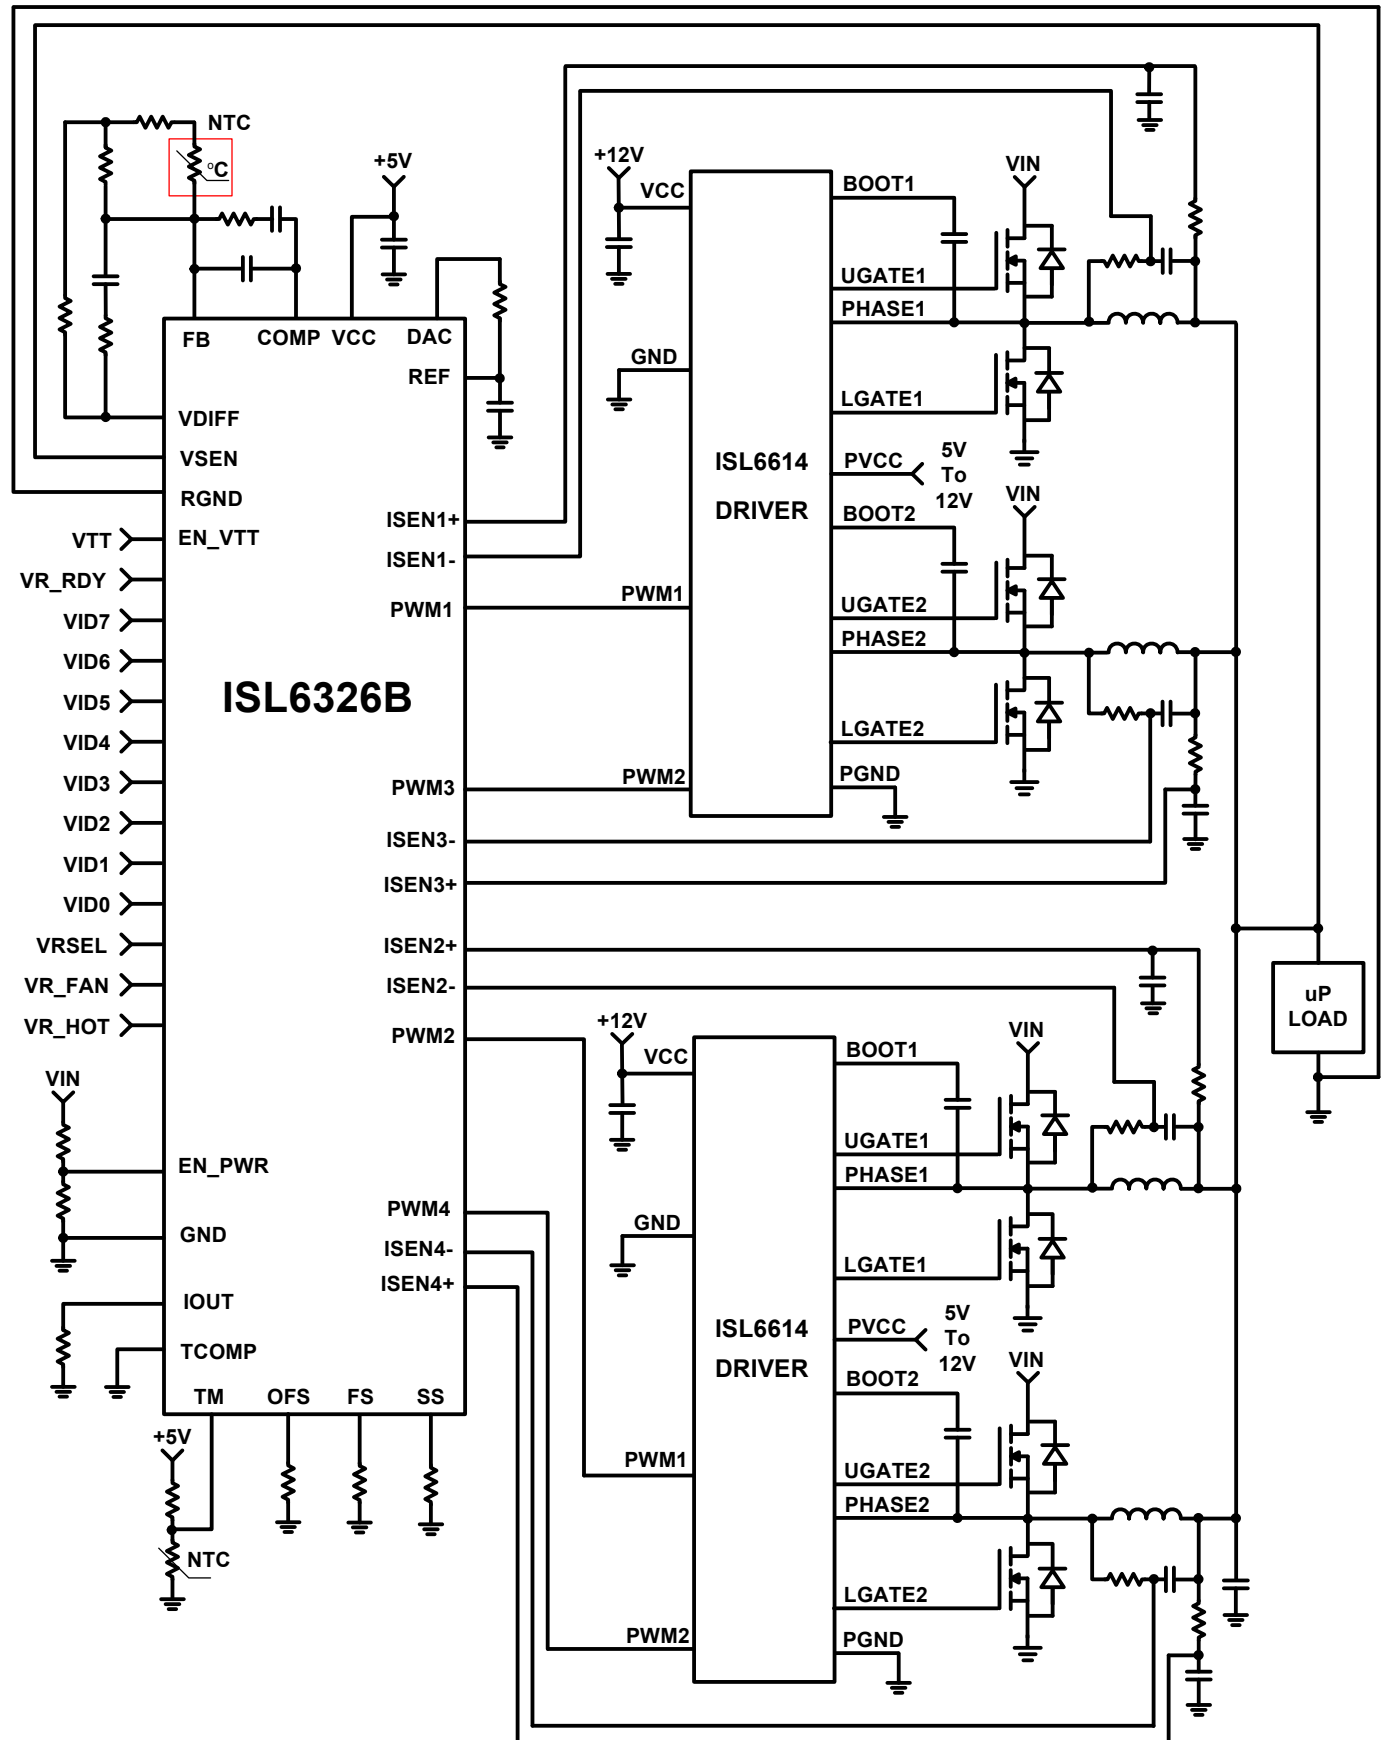 NTC
°C
+5V
FB
COMP
VCC
DAC
REF
VDIFF
VSEN
RGND
VTT
EN_VTT
VR_RDY
VID7
VID6
VID5
VID4
VID3
VID2
VID1
VID0
VRSEL
VR_FAN
VR_HOT
VIN
EN_PWR
GND
IOUT
TCOMP
TM
OFS
FS
SS
+5V
NTC
ISL6326B
ISEN1+
ISEN1-
PWM1
PWM3
ISEN3-
ISEN3+
ISEN2+
ISEN2-
PWM2
PWM4
ISEN4-
ISEN4+
+12V
VCC
GND
PWM1
PWM2
ISL6614
DRIVER
BOOT1
UGATE1
PHASE1
LGATE1
PVCC
5V
To
12V
BOOT2
UGATE2
PHASE2
LGATE2
PGND
VIN
VIN
+12V
VCC
GND
PWM1
PWM2
ISL6614
DRIVER
BOOT1
UGATE1
PHASE1
LGATE1
PVCC
5V
To
12V
BOOT2
UGATE2
PHASE2
LGATE2
PGND
VIN
VIN
uP
LOAD